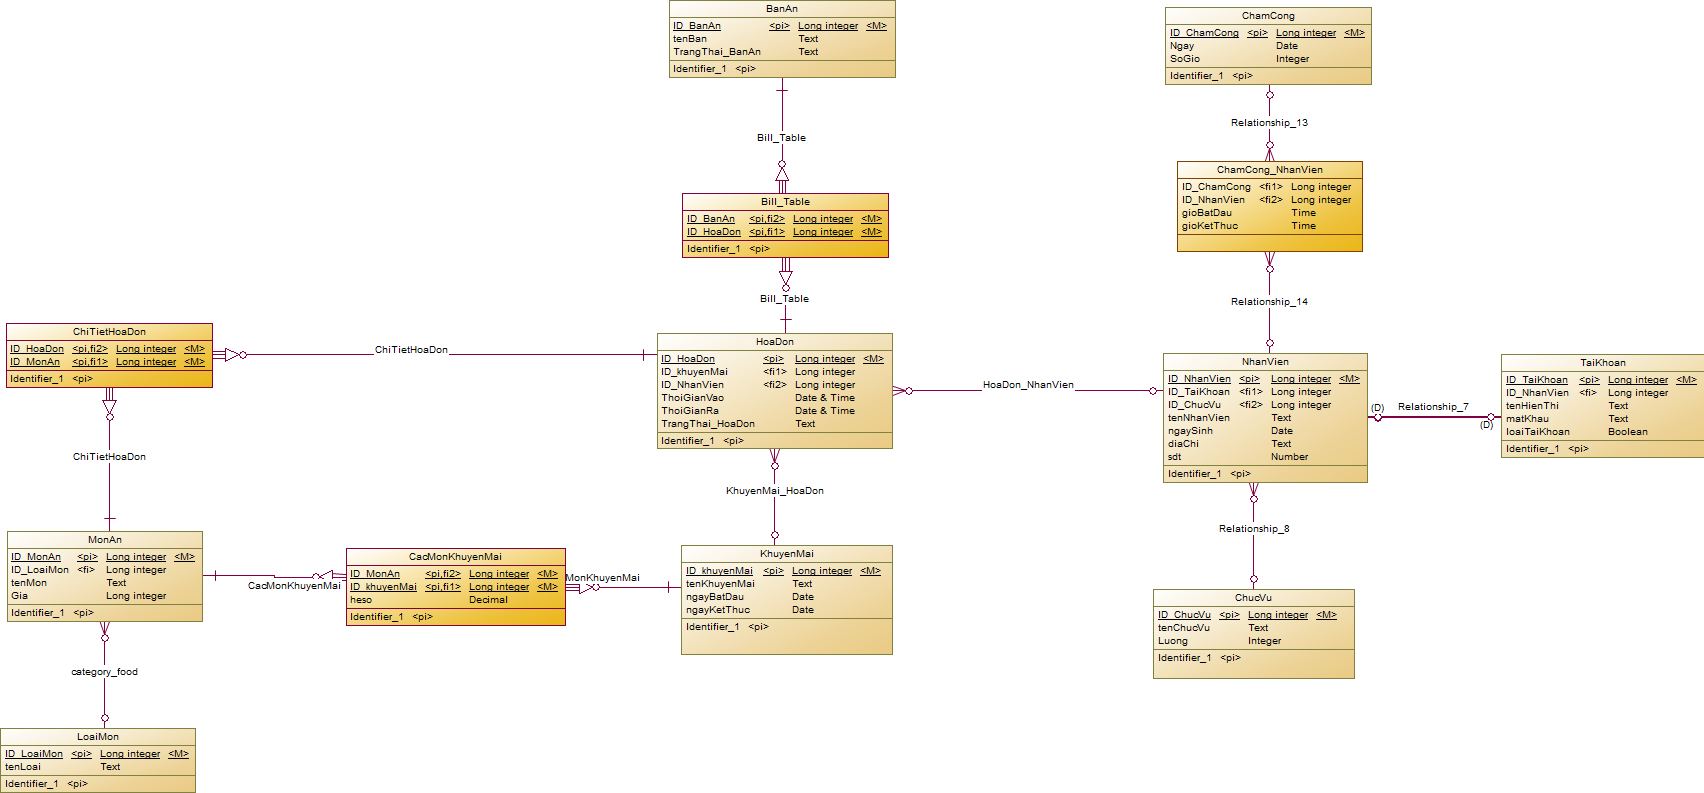 BanAn
ID_BanAn <pi> Long integer <M>
tenBan Text
TrangThai_BanAn Text
Identifier_1 <pi>
ChamCong
ID_ChamCong <pi> Long integer <M>
Ngay Date
SoGio Integer
Identifier_1 <pi>
Bill_Table
Relationship_13
ChamCong_NhanVien
ID_ChamCong <fi1> Long integer
ID_NhanVien <fi2> Long integer
gioBatDau Time
gioKetThuc Time
Bill_Table
ID_BanAn <pi,fi2> Long integer <M>
ID_HoaDon <pi,fi1> Long integer <M>
Identifier_1 <pi>
Bill_Table
Relationship_14
ChiTietHoaDon
ID_HoaDon <pi,fi2> Long integer <M>
ID_MonAn <pi,fi1> Long integer <M>
Identifier_1 <pi>
ChiTietHoaDon
HoaDon
ID_HoaDon <pi> Long integer <M>
ID_khuyenMai <fi1> Long integer
ID_NhanVien <fi2> Long integer
ThoiGianVao Date & Time
ThoiGianRa Date & Time
TrangThai_HoaDon Text
Identifier_1 <pi>
HoaDon_NhanVien
NhanVien
ID_NhanVien <pi> Long integer <M>
ID_TaiKhoan <fi1> Long integer
ID_ChucVu <fi2> Long integer
tenNhanVien Text
ngaySinh Date
diaChi Text
sdt Number
Identifier_1 <pi>
(D)
Relationship_7
(D)
TaiKhoan
ID_TaiKhoan <pi> Long integer <M>
ID_NhanVien <fi> Long integer
tenHienThi Text
matKhau Text
loaiTaiKhoan Boolean
Identifier_1 <pi>
ChiTietHoaDon
KhuyenMai_HoaDon
Relationship_8
MonAn
ID_MonAn <pi> Long integer <M>
ID_LoaiMon <fi> Long integer
tenMon Text
Gia Long integer
Identifier_1 <pi>
CacMonKhuyenMai
CacMonKhuyenMai
ID_MonAn <pi,fi2> Long integer <M>
ID_khuyenMai <pi,fi1> Long integer <M>
heso Decimal
Identifier_1 <pi>
MonKhuyenMai
KhuyenMai
ID_khuyenMai <pi> Long integer <M>
tenKhuyenMai Text
ngayBatDau Date
ngayKetThuc Date
Identifier_1 <pi>
ChucVu
ID_ChucVu <pi> Long integer <M>
tenChucVu Text
Luong Integer
Identifier_1 <pi>
category_food
LoaiMon
ID_LoaiMon <pi> Long integer <M>
tenLoai Text
Identifier_1 <pi>